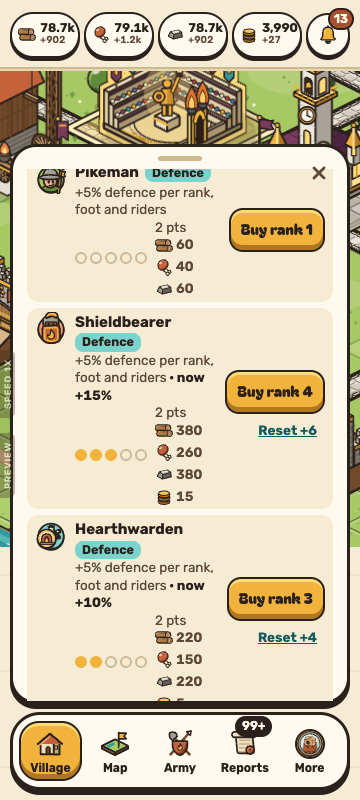 78.7k
+902
79.1k
+1.2k
78.7k
+902
3,990
+27
13
Pikeman Defence
+5% defence per rank,
foot and riders
2 pts
60
40
60
Buy rank 1
Shieldbearer
Defence
+5% defence per rank,
foot and riders • now
+15%
2 pts
380
260
380
15
Buy rank 4
Reset +6
SPEED 1X
PREVIEW
Hearthwarden
Defence
+5% defence per rank,
foot and riders • now
+10%
2 pts
220
150
220
Buy rank 3
Reset +4
99+
Village
Map
Army
Reports
More